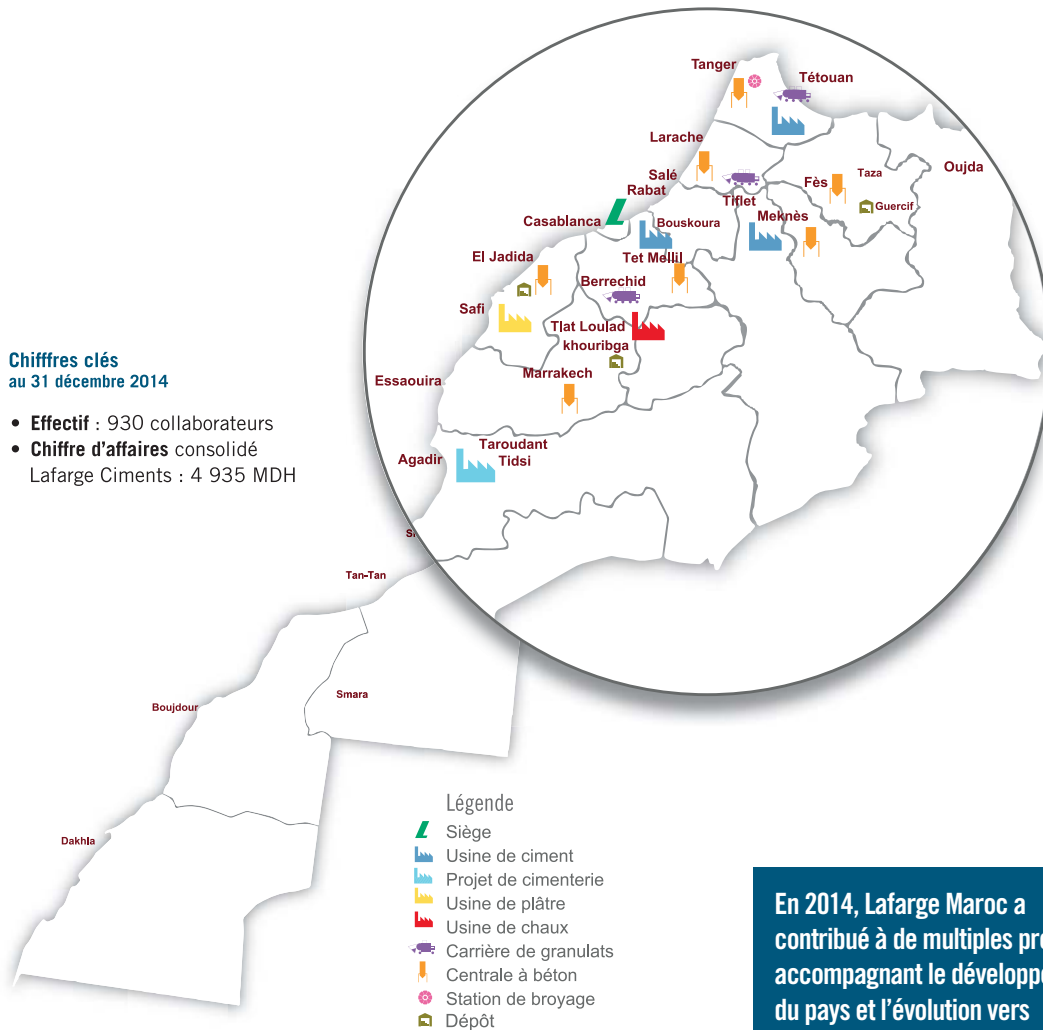 Tanger
Tétouan
Larache
Oujda
Salé
Rabat
Fès
Taza
Tiflet
Guercif
Casablanca
Bouskoura
Meknès
El Jadida
Tet Mellil
Berrechid
Safi
Tlat Loulad
khouribga
Marrakech
Essaouira
Taroudant
Agadir
Tidsi
Chifffres clés
au 31 décembre 2014
• Effectif : 930 collaborateurs
• Chiffre d'affaires consolidé
Lafarge Ciments : 4 935 MDH
Tan-Tan
Smara
Boujdour
Dakhla
Légende
Siège
Usine de ciment
Projet de cimenterie
Usine de plâtre
Usine de chaux
Carrière de granulats
Centrale à béton
Station de broyage
Dépôt
En 2014, Lafarge Maroc a
contribué à de multiples
accompagnant le
du pays et l'évolution vers